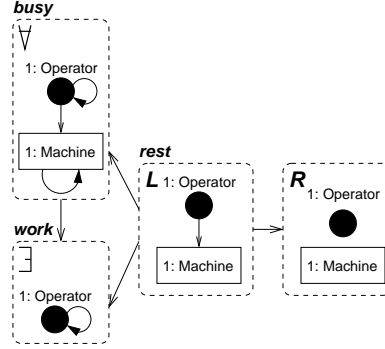 busy
∀
1: Operator
1: Machine
work
∃
1: Operator
rest
L
1: Operator
1: Machine
R
1: Operator
1: Machine